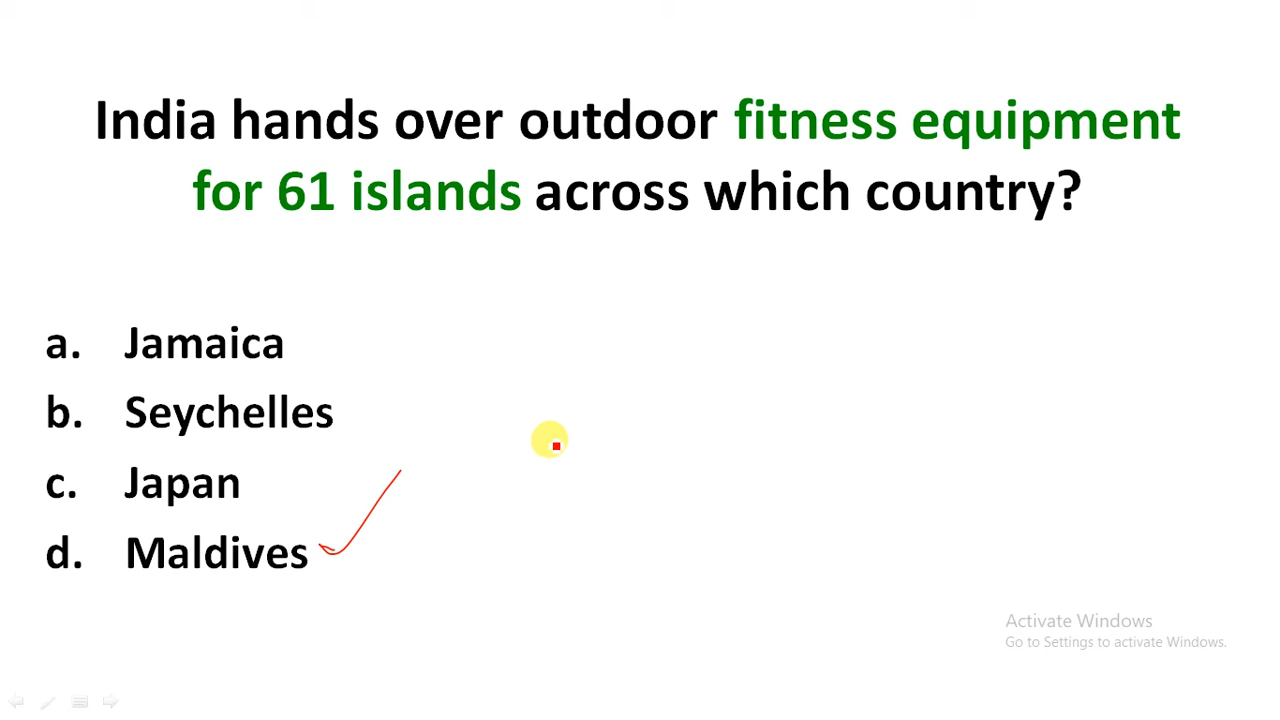 India hands over outdoor fitness equipment
for 61 islands across which country?
a. Jamaica
b. Seychelles
c. Japan
d. Maldives
Activate Windows
Go to Settings to activate Windows.